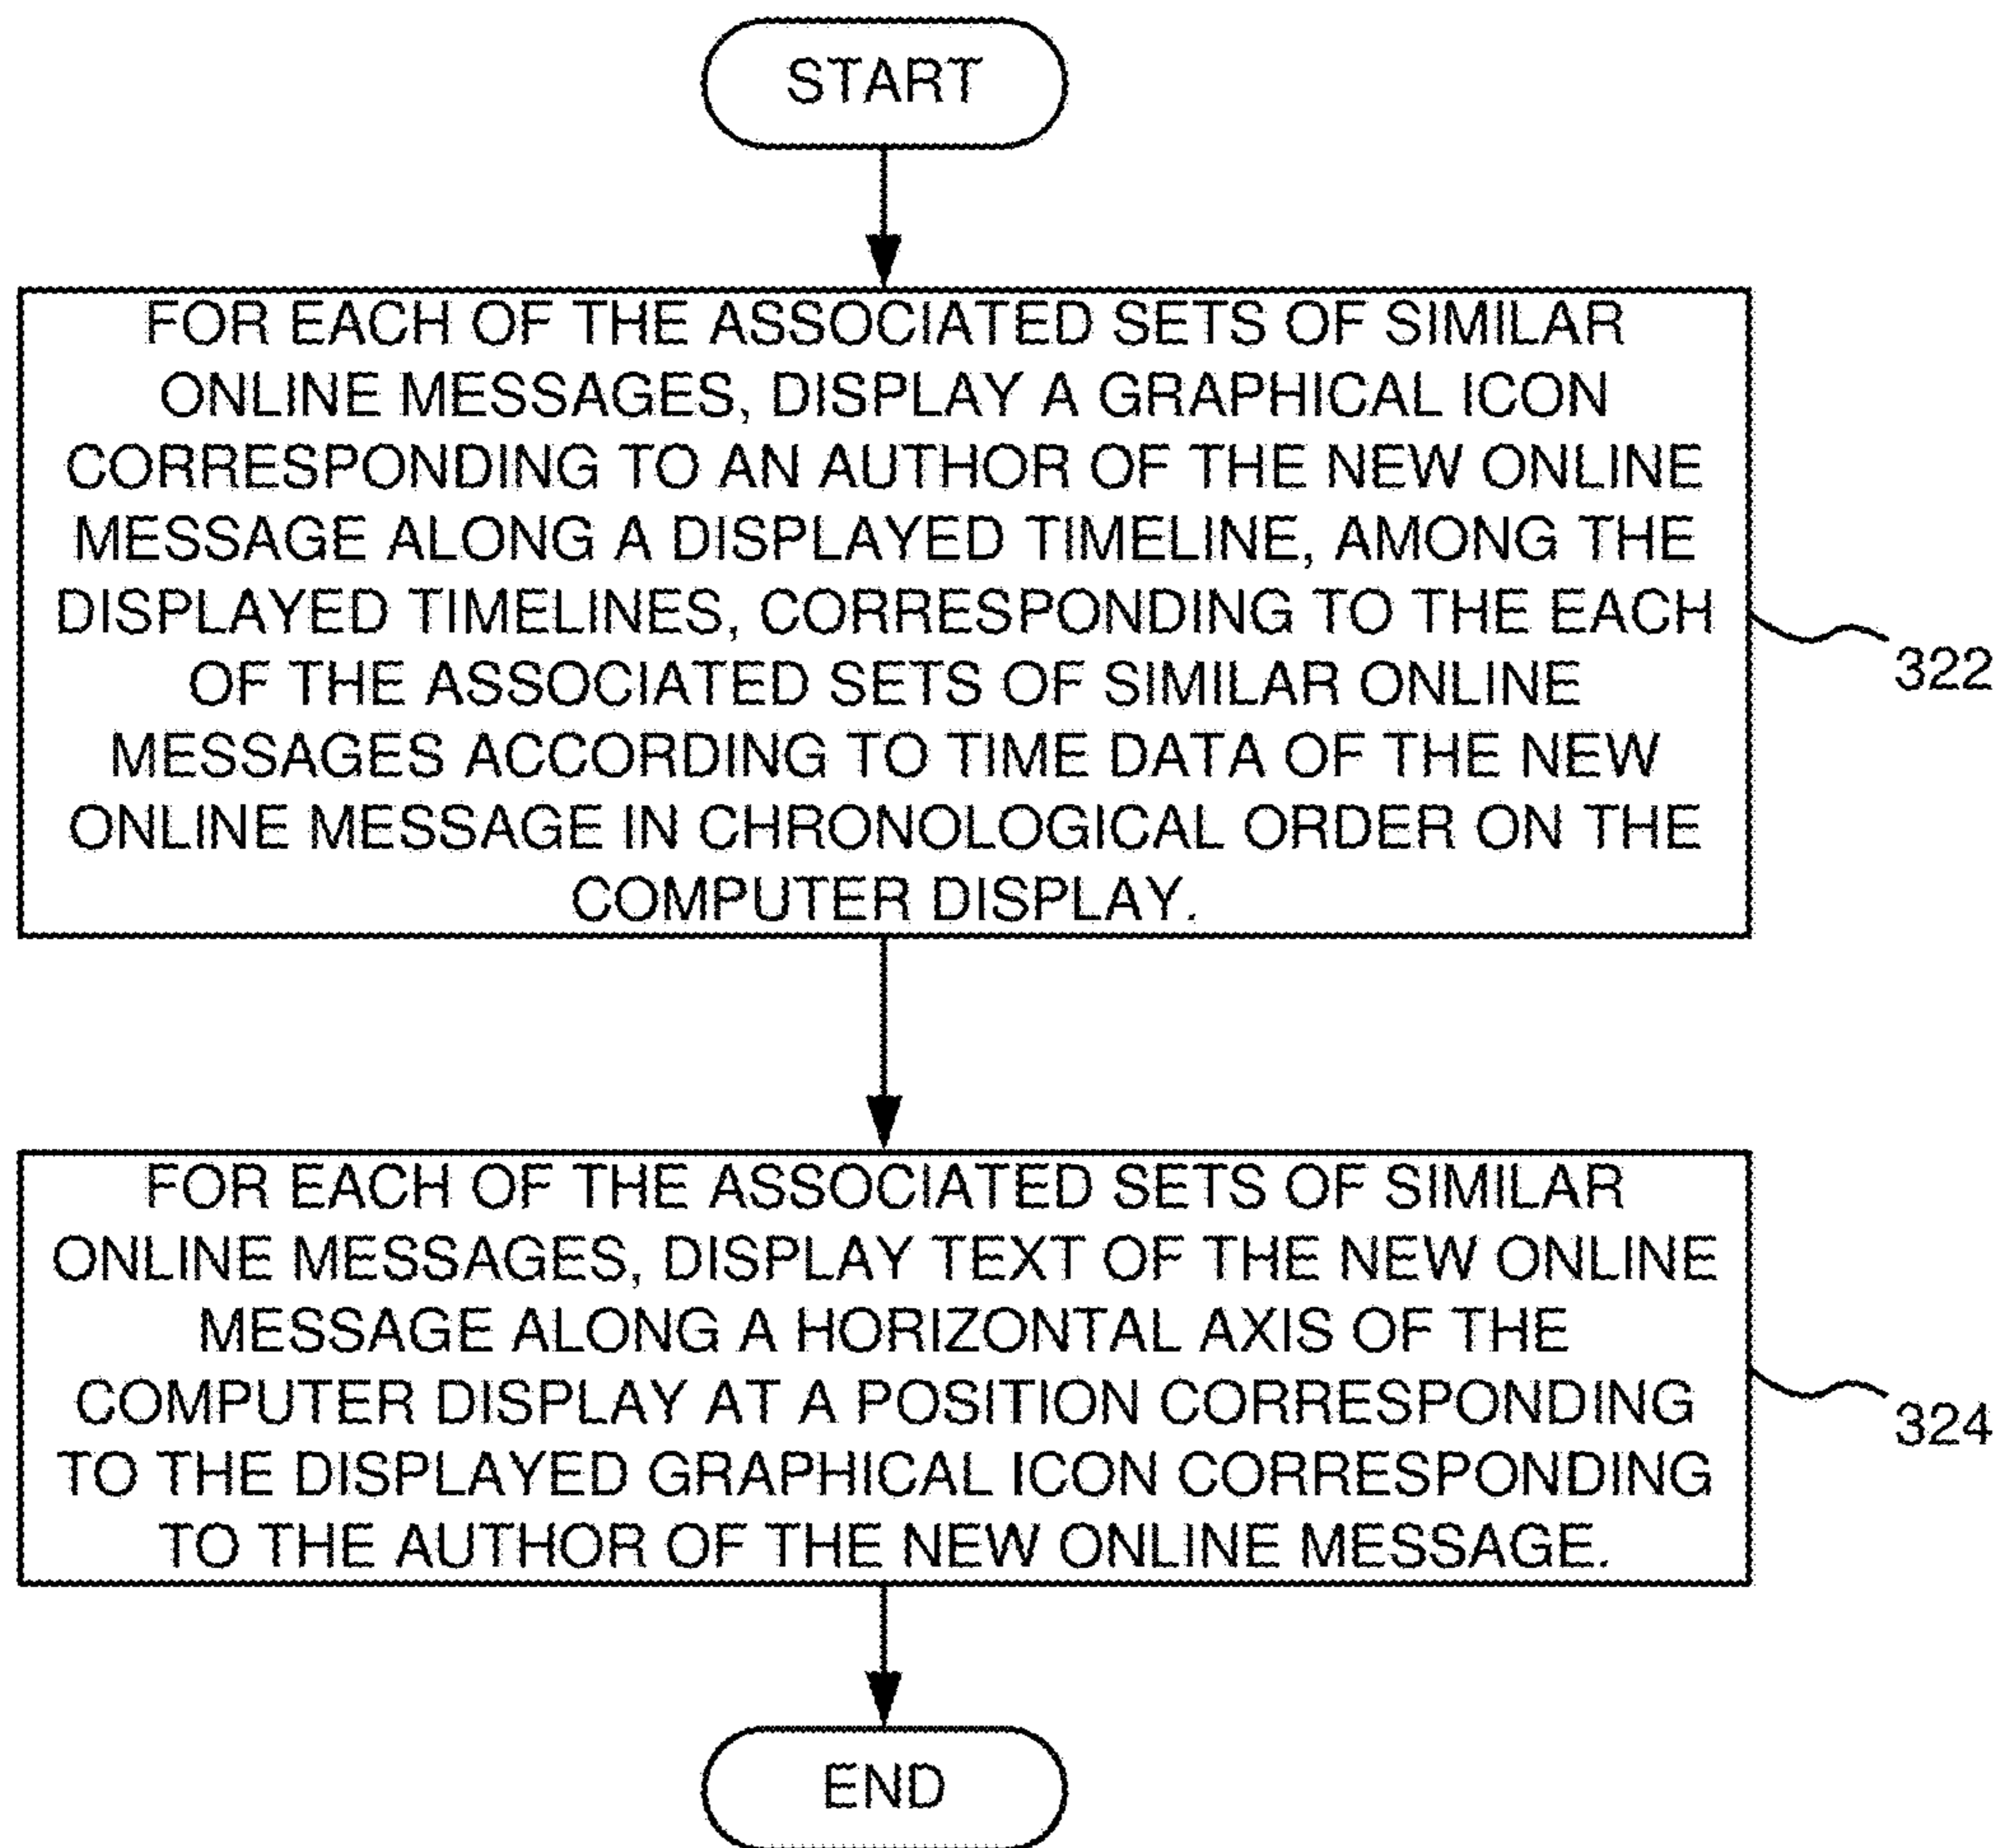 START
FOR EACH OF THE ASSOCIATED SETS OF SIMILAR
ONLINE MESSAGES, DISPLAY A GRAPHICAL ICON
CORRESPONDING TO AN AUTHOR OF THE NEW ONLINE
MESSAGE ALONG A DISPLAYED TIMELINE, AMONG THE
DISPLAYED TIMELINES, CORRESPONDING TO THE EACH
OF THE ASSOCIATED SETS OF SIMILAR ONLINE
MESSAGES ACCORDING TO TIME DATA OF THE NEW
ONLINE MESSAGE IN CHRONOLOGICAL ORDER ON THE
COMPUTER DISPLAY.
322
FOR EACH OF THE ASSOCIATED SETS OF SIMILAR
ONLINE MESSAGES, DISPLAY TEXT OF THE NEW ONLINE
MESSAGE ALONG A HORIZONTAL AXIS OF THE
COMPUTER DISPLAY AT A POSITION CORRESPONDING
TO THE DISPLAYED GRAPHICAL ICON CORRESPONDING
TO THE AUTHOR OF THE NEW ONLINE MESSAGE.
324
END